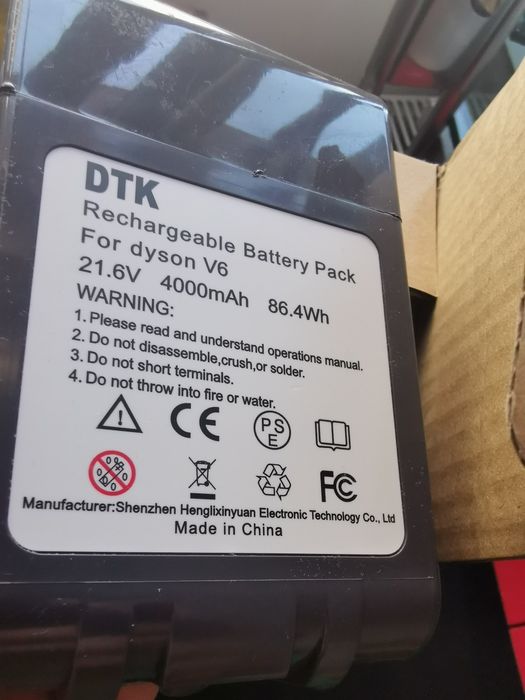 DTK
Rechargeable Battery Pack
For dyson V6
21.6V 4000mAh 86.4Wh
WARNING:
1. Please read and understand operations manual.
2. Do not disassemble,crush,or solder.
3. Do not short terminals.
4. Do not throw into fire or water.
CE PSE
FC
Manufacturer:Shenzhen Henglixinyuan Electronic Technology Co., Ltd
Made in China